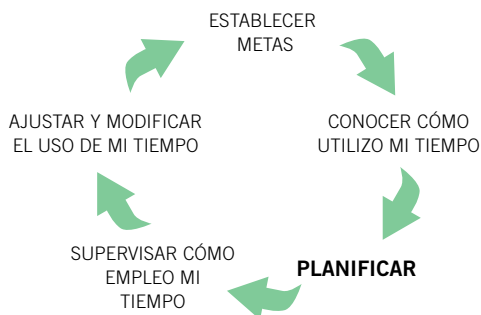 ESTABLECER
METAS
CONOCER CÓMO
UTILIZO MI TIEMPO
PLANIFICAR
SUPERVISAR CÓMO
EMPLEO MI
TIEMPO
AJUSTAR Y MODIFICAR
EL USO DE MI TIEMPO